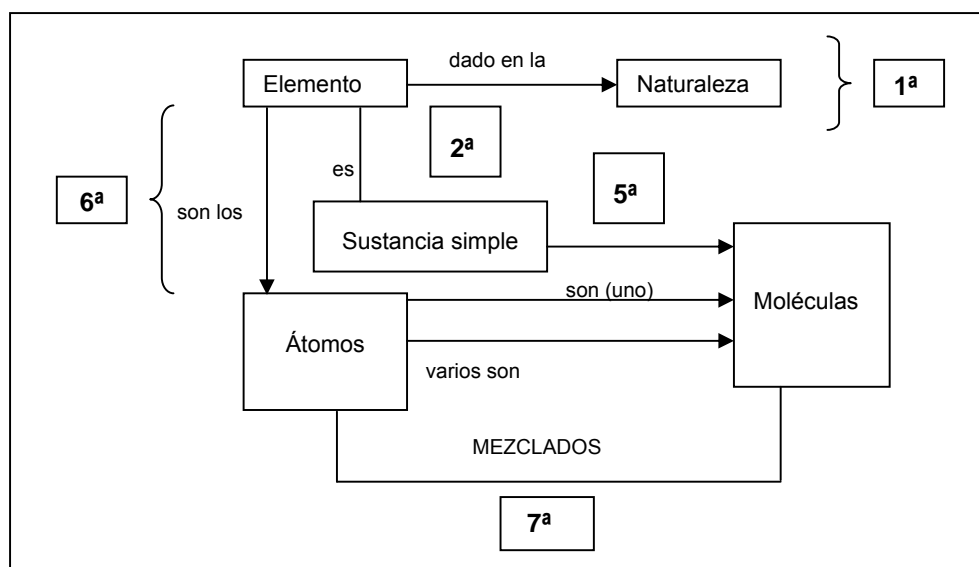 dado en la
Elemento
Naturaleza
1ª
2ª
es
5ª
6ª
son los
Sustancia simple
son (uno)
Moléculas
Átomos
varios son
MEZCLADOS
7ª